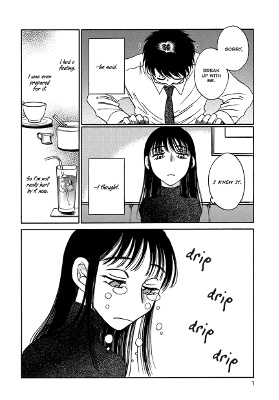 SORRY,
BREAK
UP WITH
ME.
—he said.
I had a
feeling.
I was even
prepared
for it.
I KNEW IT.
—I thought.
So I'm not
really hurt
by it now.
drip
drip
drip
drip
1